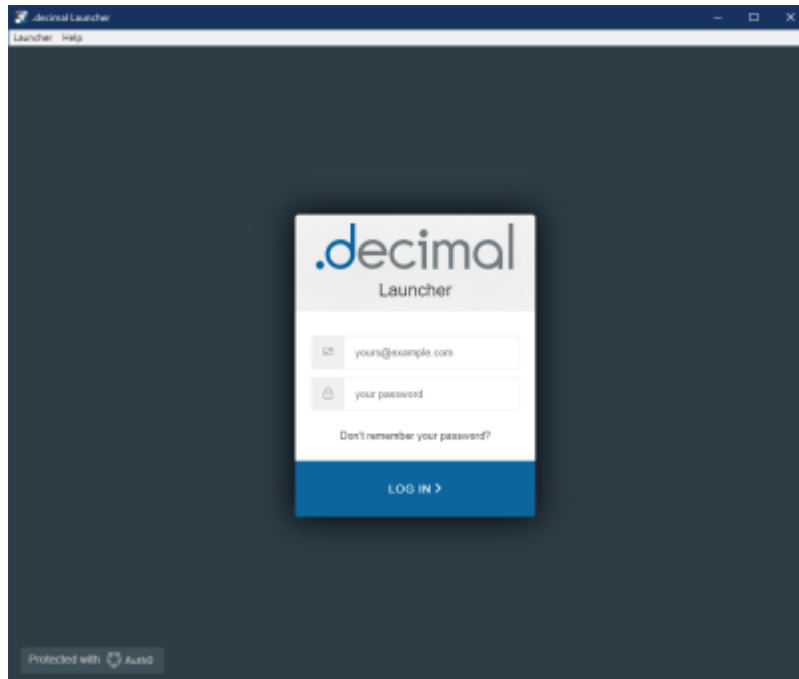 .decimal Launcher
Launcher Help
.decimal
Launcher
yours@example.com
your password
Don't remember your password?
LOG IN >
Protected with Auth0